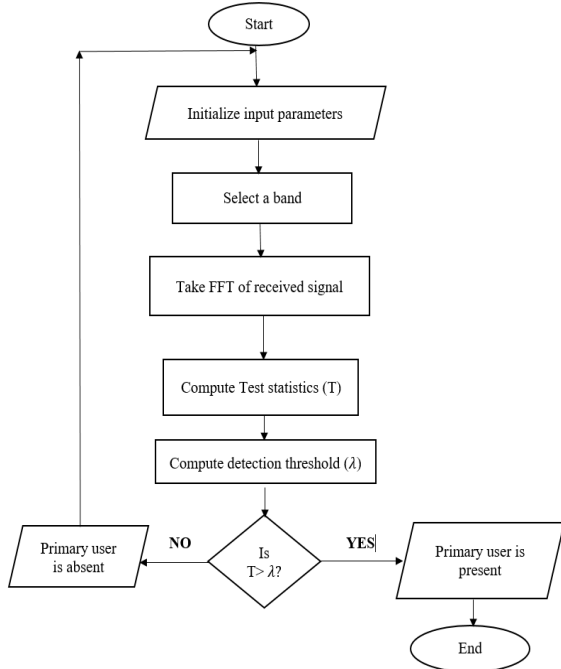 Start
Initialize input parameters
Select a band
Take FFT of received signal
Compute Test statistics (T)
Compute detection threshold (λ)
Primary user
is absent
NO
Is
T> λ?
YES
Primary user is
present
End